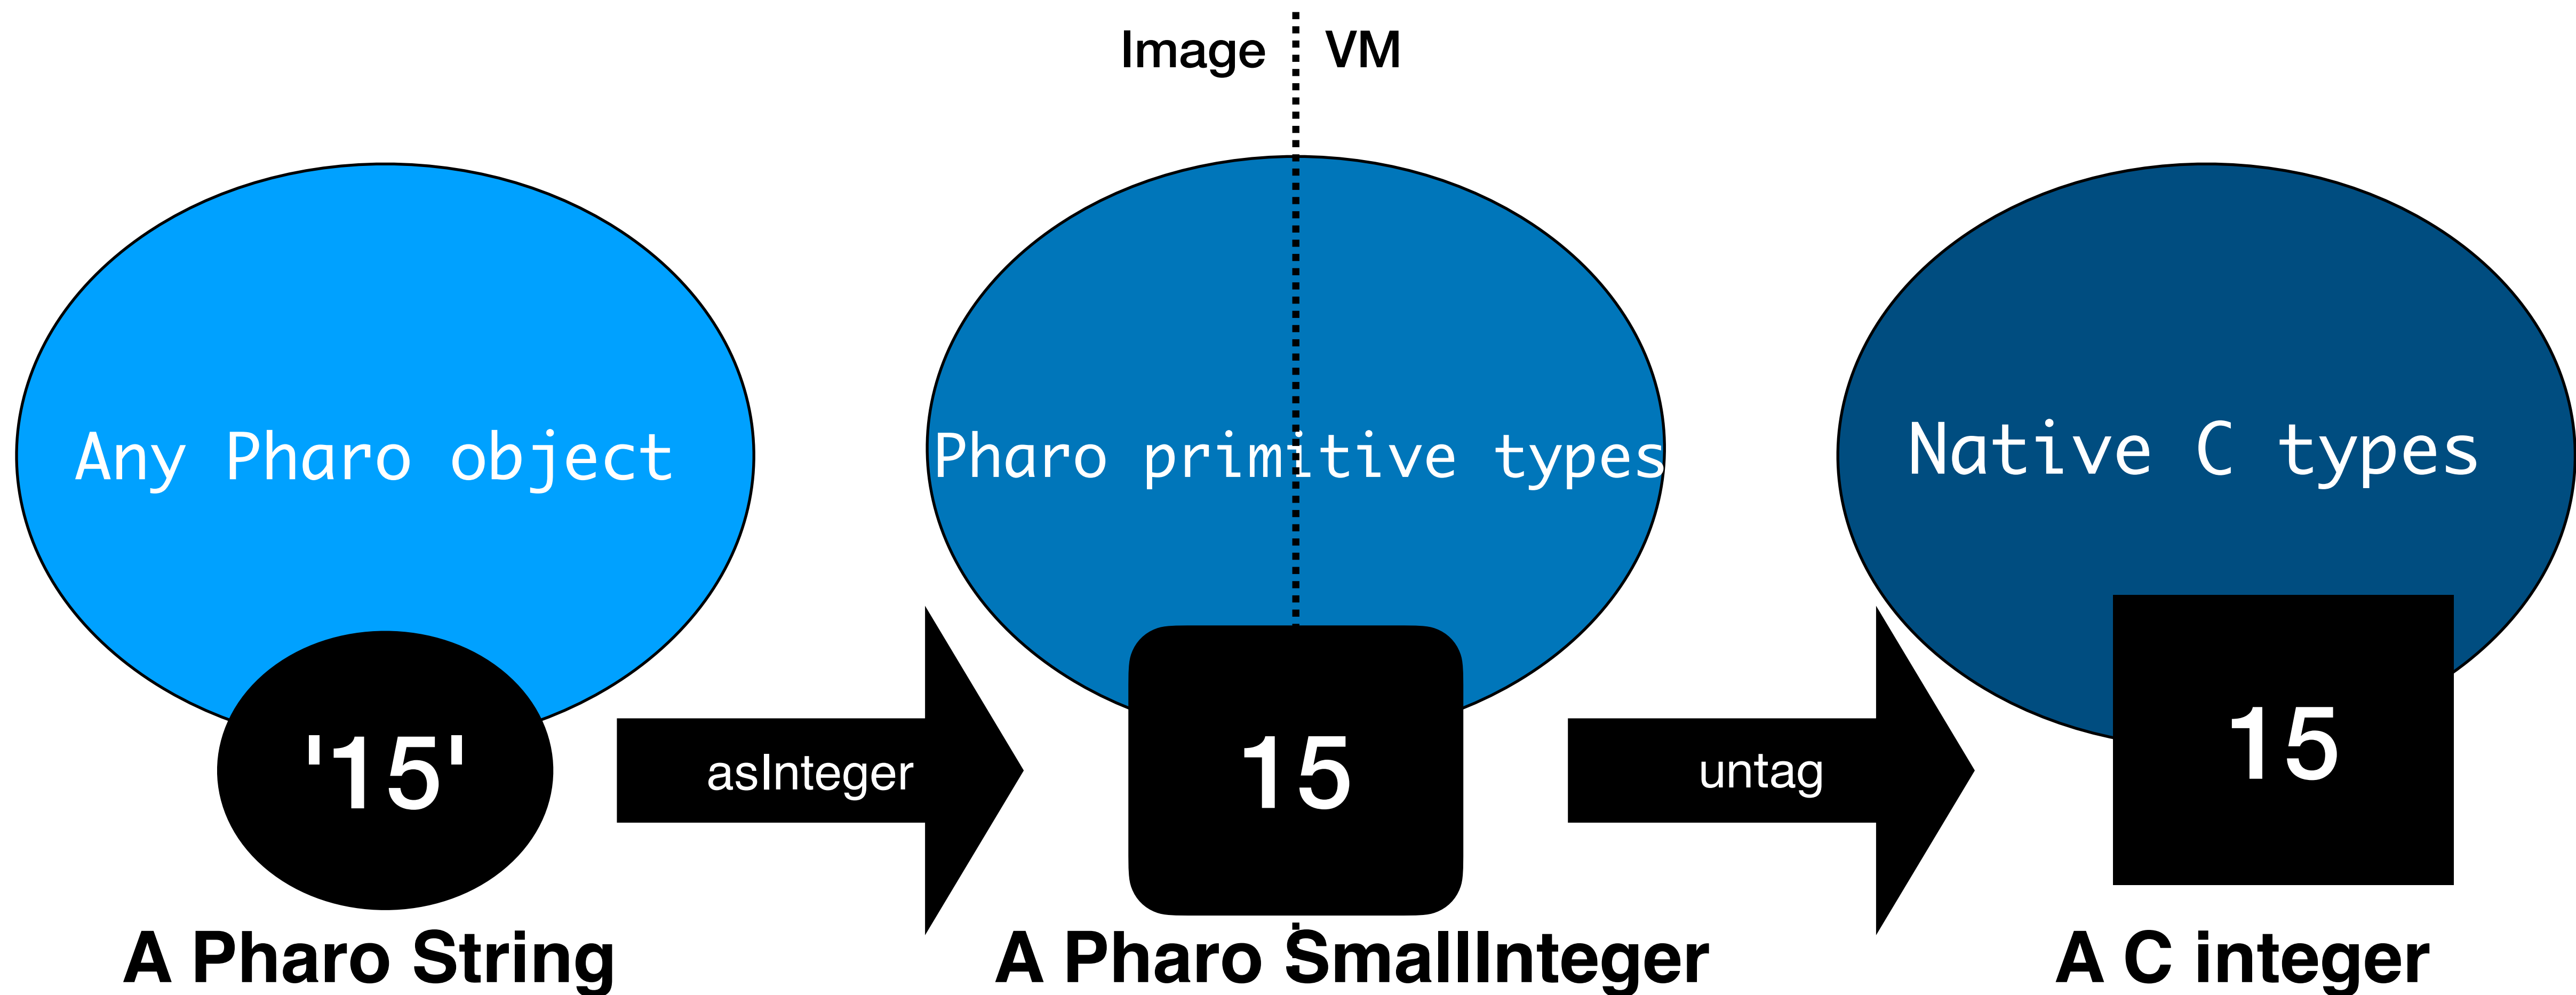 Image VM
Any Pharo object
Pharo primitive types
Native C types
'15'
asInteger
15
untag
15
A Pharo String
A Pharo SmallInteger
A C integer